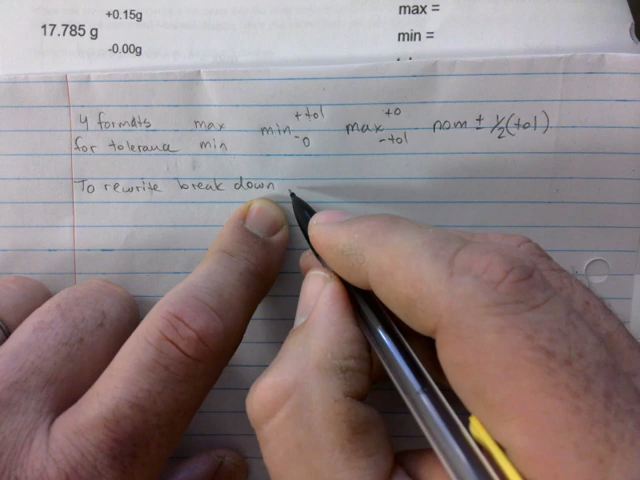 +0.15g
17.785 g
-0.00g
max =
min =
4 formats max min +tol max +0 nom ± 1/2(tol)
for tolerance min -0 -tol
To rewrite break down